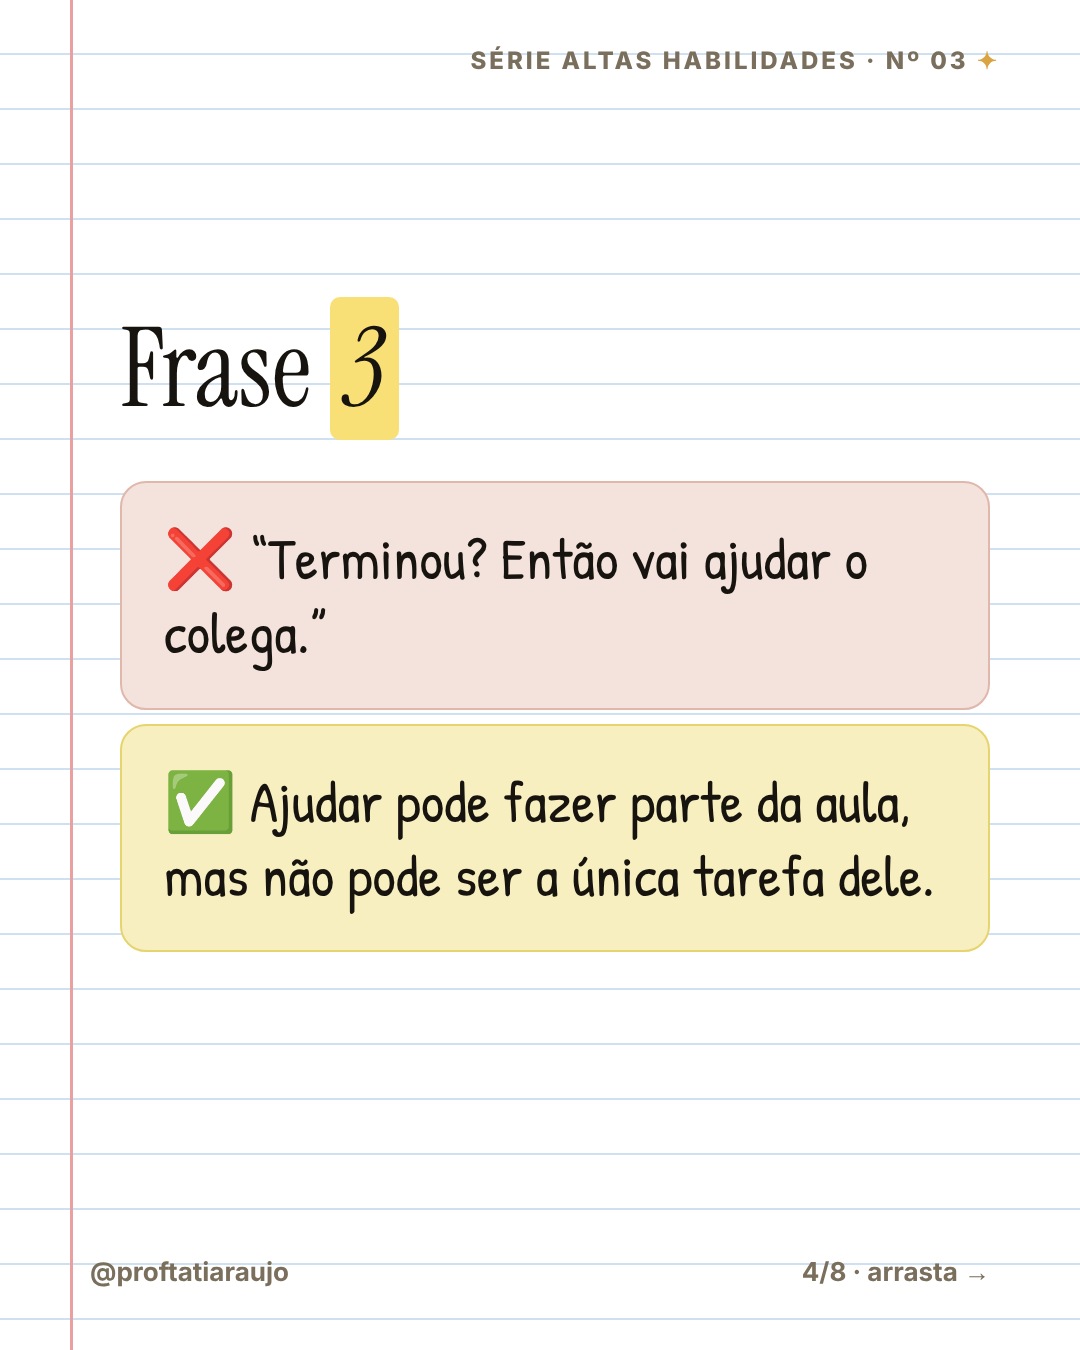 SÉRIE ALTAS HABILIDADES · Nº 03 ✦
Frase 3
❌ “Terminou? Então vai ajudar o
colega.”
✅ Ajudar pode fazer parte da aula,
mas não pode ser a única tarefa dele.
@proftatiaraujo
4/8 · arrasta →